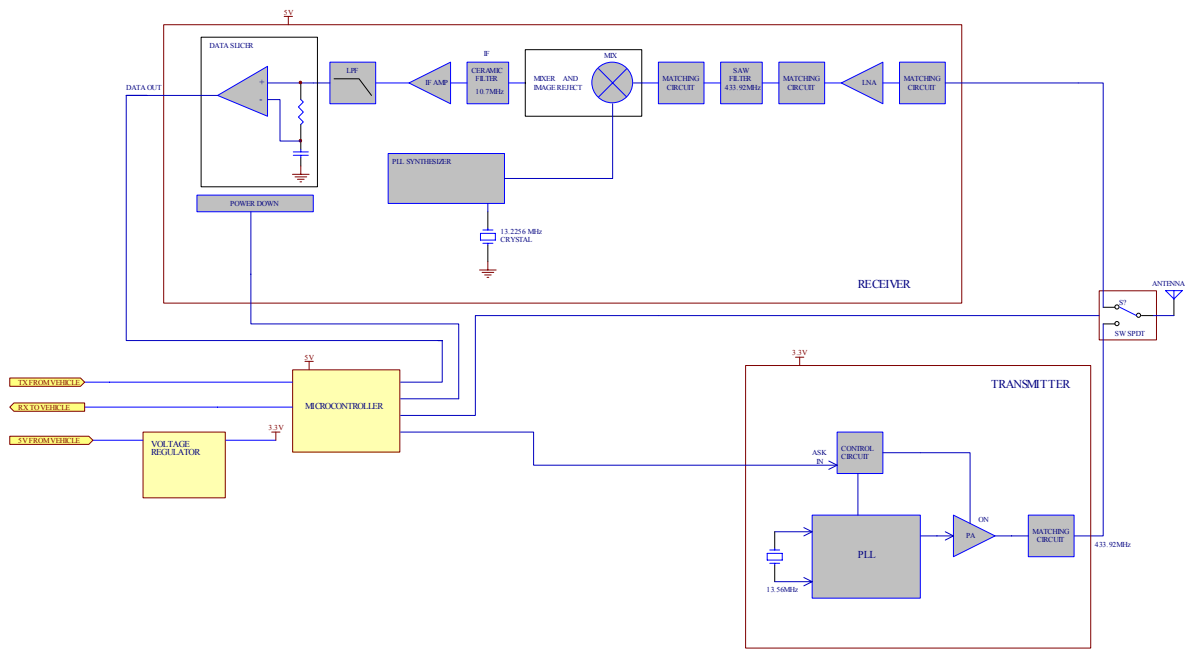 5V
DATA SLICER
+
-
DATA OUT
LPF
IF AMP
IF
CERAMIC
FILTER
10.7MHz
MIX
MIXER AND
IMAGE REJECT
MATCHING
CIRCUIT
SAW
FILTER
433.92MHz
MATCHING
CIRCUIT
LNA
MATCHING
CIRCUIT
PLL SYNTHESIZER
POWER DOWN
13.2256 MHz
CRYSTAL
RECEIVER
ANTENNA
S?
SW SPDT
TX FROM VEHICLE
RX TO VEHICLE
5V FROM VEHICLE
VOLTAGE
REGULATOR
3.3V
5V
MICROCONTROLLER
3.3V
TRANSMITTER
ASK
IN
CONTROL
CIRCUIT
PLL
13.56MHz
ON
PA
MATCHING
CIRCUIT
433.92MHz